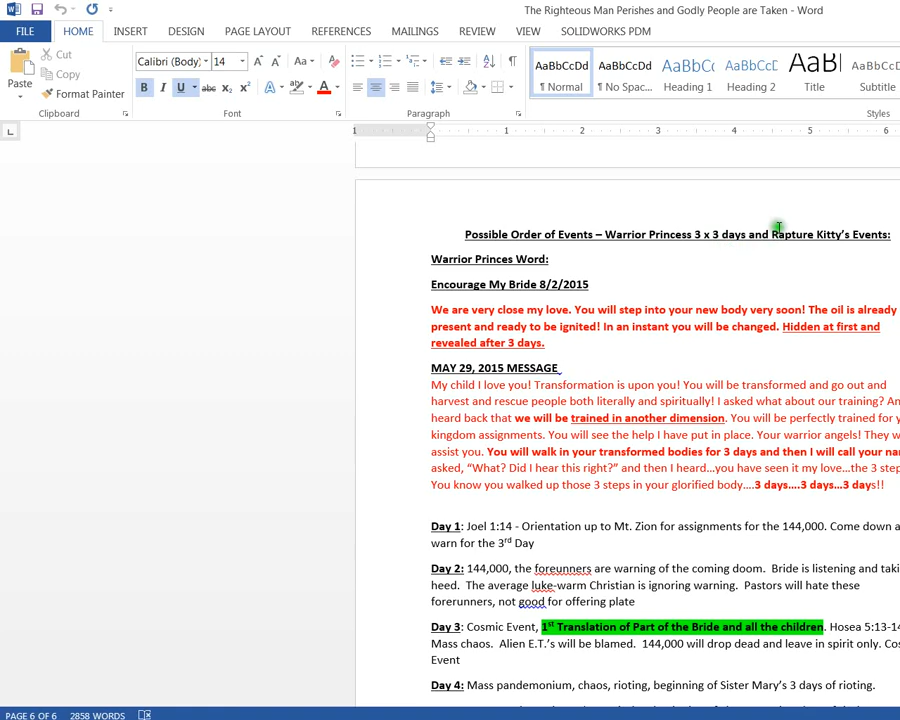 The Righteous Man Perishes and Godly People are Taken - Word
FILE HOME INSERT DESIGN PAGE LAYOUT REFERENCES MAILINGS REVIEW VIEW SOLIDWORKS PDM
Cut
Copy
Format Painter
Paste
Calibri (Body) 14
AaBbCcDd AaBbCcDd AaBbCc AaBbCcD AaBl AaBbCcD
¶ Normal ¶ No Spac... Heading 1 Heading 2 Title Subtitle
Clipboard Font Paragraph Styles
1 1 2 3 4 5 6
Possible Order of Events – Warrior Princess 3 x 3 days and Rapture Kitty’s Events:
Warrior Princes Word:
Encourage My Bride 8/2/2015
We are very close my love. You will step into your new body very soon! The oil is already
present and ready to be ignited! In an instant you will be changed. Hidden at first and
revealed after 3 days.
MAY 29, 2015 MESSAGE
My child I love you! Transformation is upon you! You will be transformed and go out and
harvest and rescue people both literally and spiritually! I asked what about our training? An
heard back that we will be trained in another dimension. You will be perfectly trained for y
kingdom assignments. You will see the help I have put in place. Your warrior angels! They w
assist you. You will walk in your transformed bodies for 3 days and then I will call your nam
asked, “What? Did I hear this right?” and then I heard...you have seen it my love...the 3 step
You know you walked up those 3 steps in your glorified body....3 days....3 days...3 days!!
Day 1: Joel 1:14 - Orientation up to Mt. Zion for assignments for the 144,000. Come down a
warn for the 3rd Day
Day 2: 144,000, the foreunners are warning of the coming doom. Bride is listening and taki
heed. The average luke-warm Christian is ignoring warning. Pastors will hate these
forerunners, not good for offering plate
Day 3: Cosmic Event, 1st Translation of Part of the Bride and all the children. Hosea 5:13-14
Mass chaos. Alien E.T.’s will be blamed. 144,000 will drop dead and leave in spirit only. Cos
Event
Day 4: Mass pandemonium, chaos, rioting, beginning of Sister Mary’s 3 days of rioting.
PAGE 6 OF 6 2858 WORDS